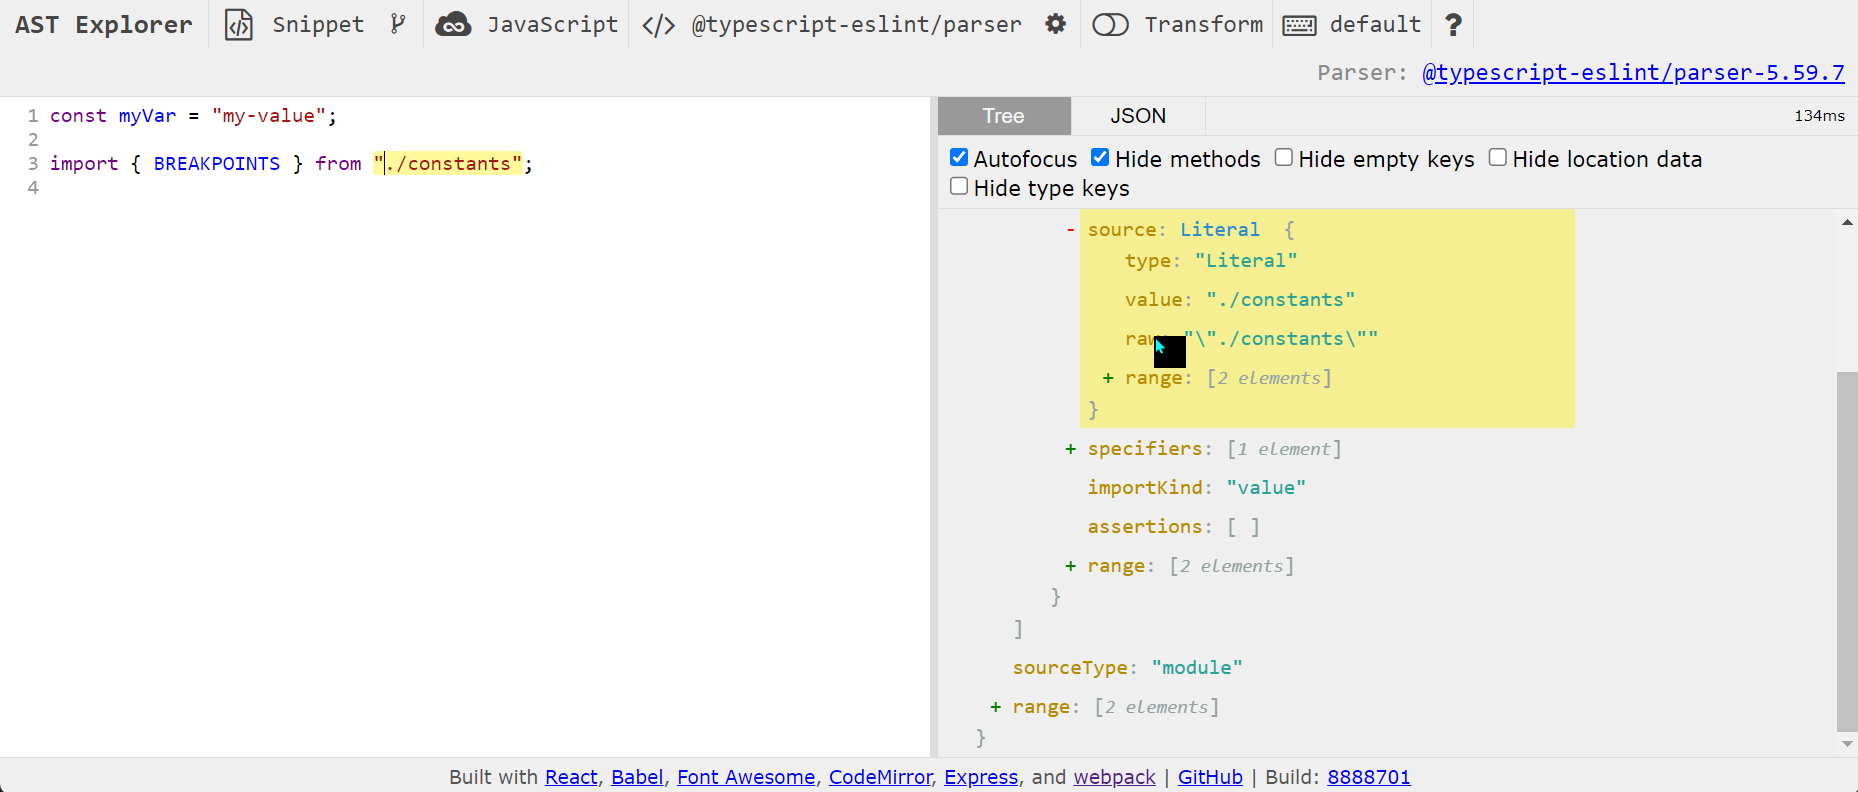 AST Explorer Snippet JavaScript </> @typescript-eslint/parser Transform default ?
Parser: @typescript-eslint/parser-5.59.7
1 const myVar = "my-value";
2
3 import { BREAKPOINTS } from "./constants";
4
Tree JSON 134ms
Autofocus Hide methods Hide empty keys Hide location data
Hide type keys
- source: Literal {
type: "Literal"
value: "./constants"
raw: "\"./constants\""
+ range: [2 elements]
}
+ specifiers: [1 element]
importKind: "value"
assertions: [ ]
+ range: [2 elements]
}
]
sourceType: "module"
+ range: [2 elements]
}
Built with React, Babel, Font Awesome, CodeMirror, Express, and webpack | GitHub | Build: 8888701